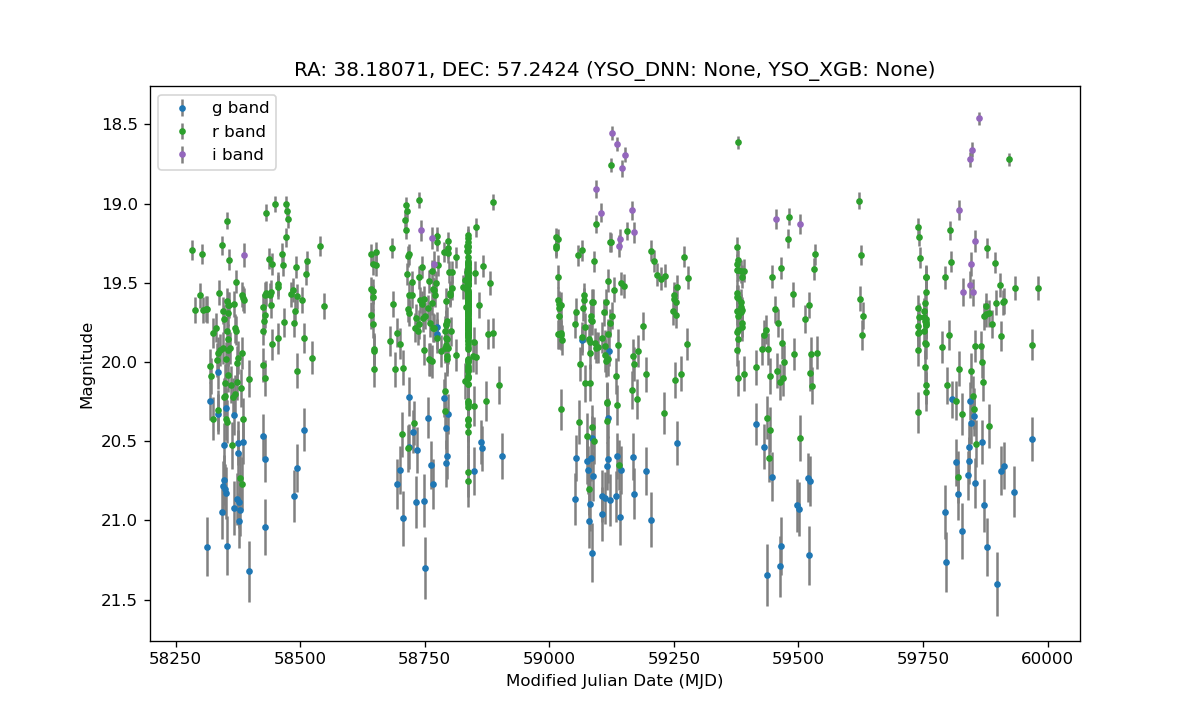 RA: 38.18071, DEC: 57.2424 (YSO_DNN: None, YSO_XGB: None)
g band
r band
i band
18.5
19.0
19.5
20.0
20.5
21.0
21.5
Magnitude
58250 58500 58750 59000 59250 59500 59750 60000
Modified Julian Date (MJD)